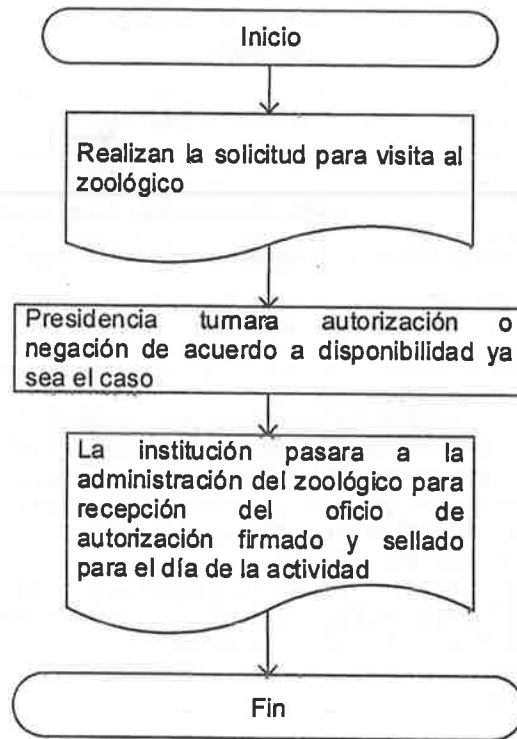 Inicio
Realizan la solicitud para visita al
zoológico
Presidencia turnara autorización o
negación de acuerdo a disponibilidad ya
sea el caso
La institución pasara a la
administración del zoológico para
recepción del oficio de
autorización firmado y sellado
para el día de la actividad
Fin